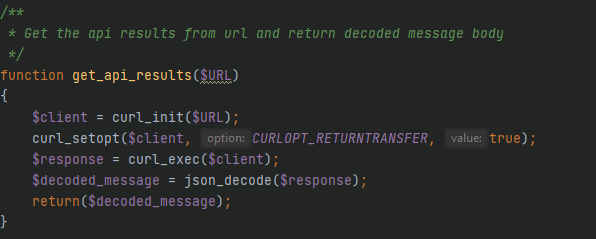 /**
 * Get the api results from url and return decoded message body
 */
function get_api_results($URL)
{
    $client = curl_init($URL);
    curl_setopt($client, option: CURLOPT_RETURNTRANSFER, value: true);
    $response = curl_exec($client);
    $decoded_message = json_decode($response);
    return($decoded_message);
}